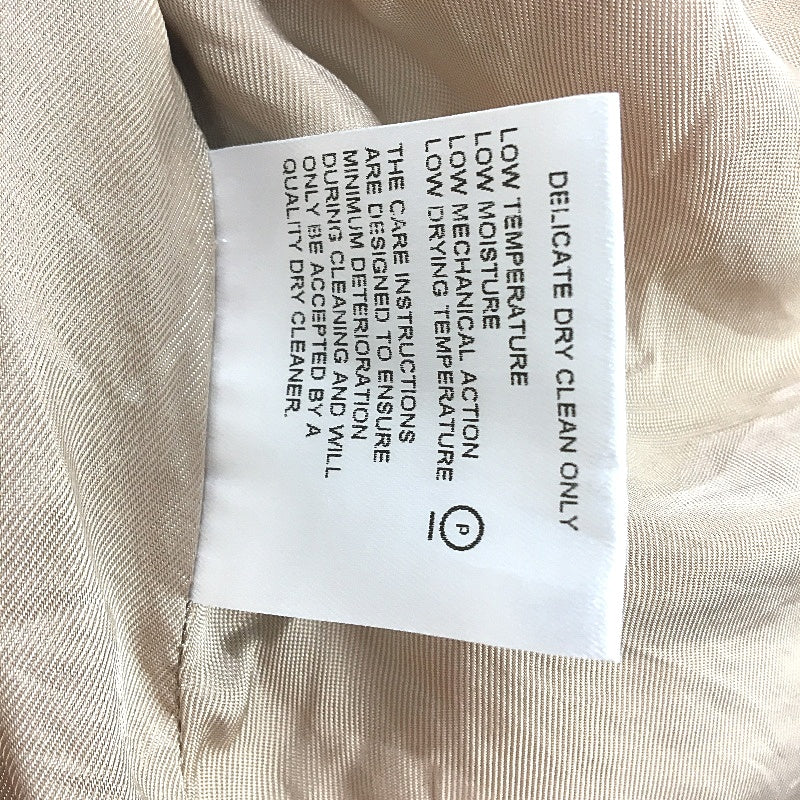 DELICATE DRY CLEAN ONLY
LOW TEMPERATURE
LOW MOISTURE
LOW MECHANICAL ACTION
LOW DRYING TEMPERATURE
P
THE CARE INSTRUCTIONS
ARE DESIGNED TO ENSURE
MINIMUM DETERIORATION
DURING CLEANING AND WILL
ONLY BE ACCEPTED BY A
QUALITY DRY CLEANER.